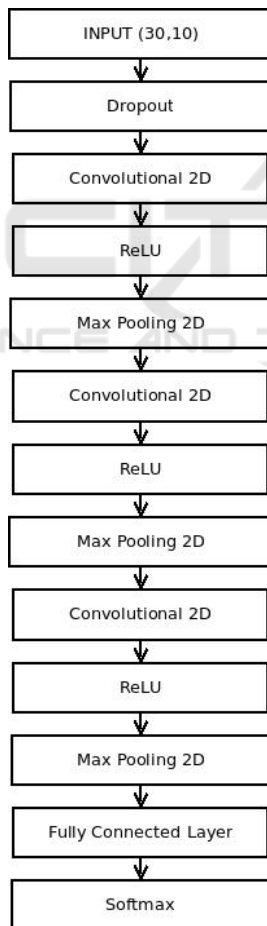 INPUT (30,10)
Dropout
Convolutional 2D
ReLU
Max Pooling 2D
Convolutional 2D
ReLU
Max Pooling 2D
Convolutional 2D
ReLU
Max Pooling 2D
Fully Connected Layer
Softmax